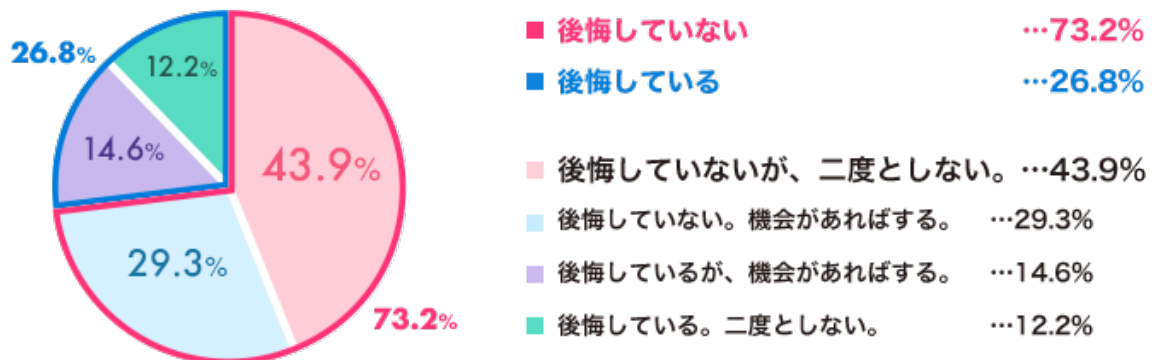 26.8%
12.2%
14.6%
43.9%
29.3%
73.2%
後悔していない …73.2%
後悔している …26.8%
後悔していないが、二度としない。…43.9%
後悔していない。機会があればする。 …29.3%
後悔しているが、機会があればする。 …14.6%
後悔している。二度としない。 …12.2%